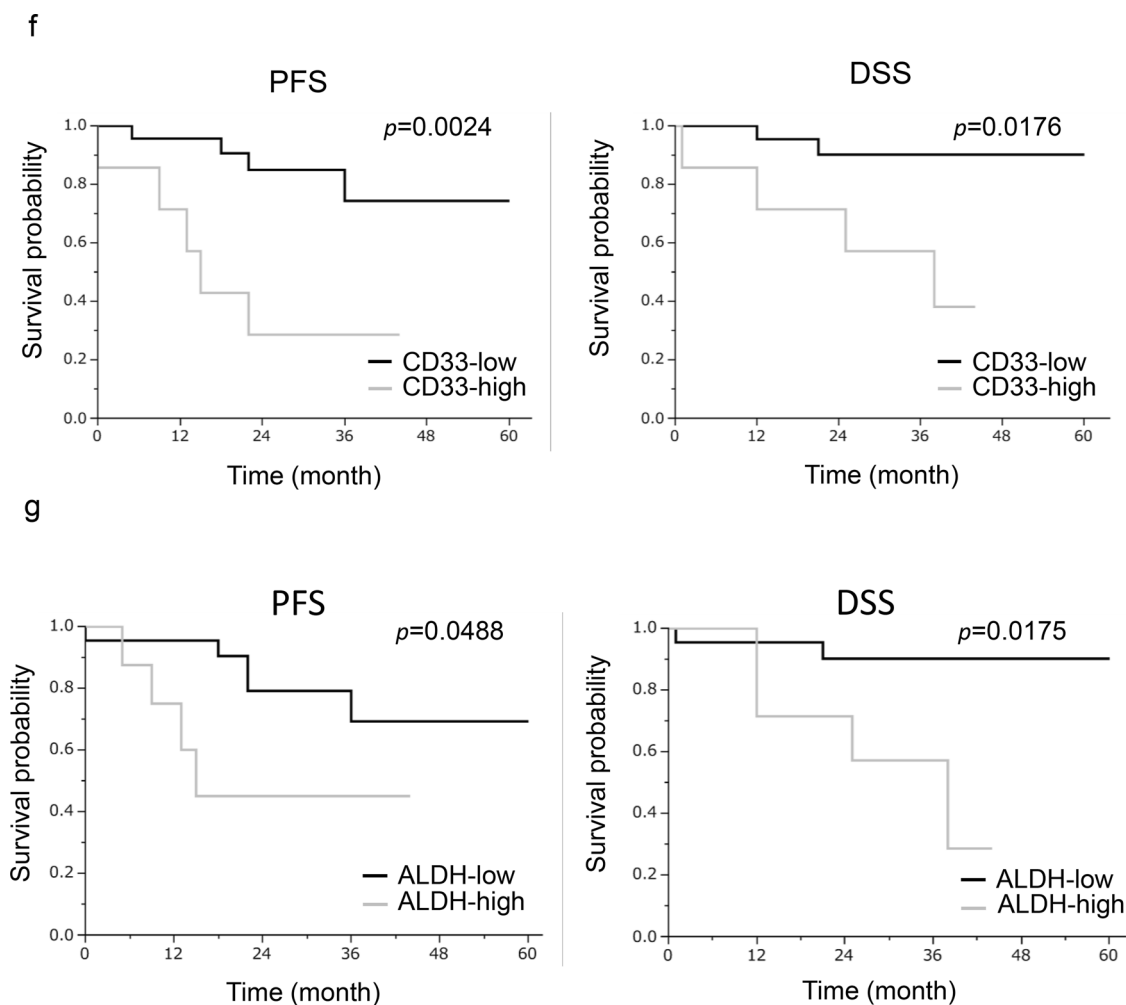 f
PFS
DSS
p=0.0024
p=0.0176
Survival probability
1.0
0.8
0.6
0.4
0.2
0.0
CD33-low
CD33-high
0 12 24 36 48 60
Time (month)
Survival probability
1.0
0.8
0.6
0.4
0.2
0.0
CD33-low
CD33-high
0 12 24 36 48 60
Time (month)
g
PFS
DSS
p=0.0488
p=0.0175
Survival probability
1.0
0.8
0.6
0.4
0.2
0.0
ALDH-low
ALDH-high
0 12 24 36 48 60
Time (month)
Survival probability
1.0
0.8
0.6
0.4
0.2
0.0
ALDH-low
ALDH-high
0 12 24 36 48 60
Time (month)